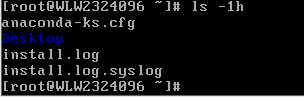 [root@WLW2324096 ~]# ls -1h
anaconda-ks.cfg
Desktop
install.log
install.log.syslog
[root@WLW2324096 ~]#